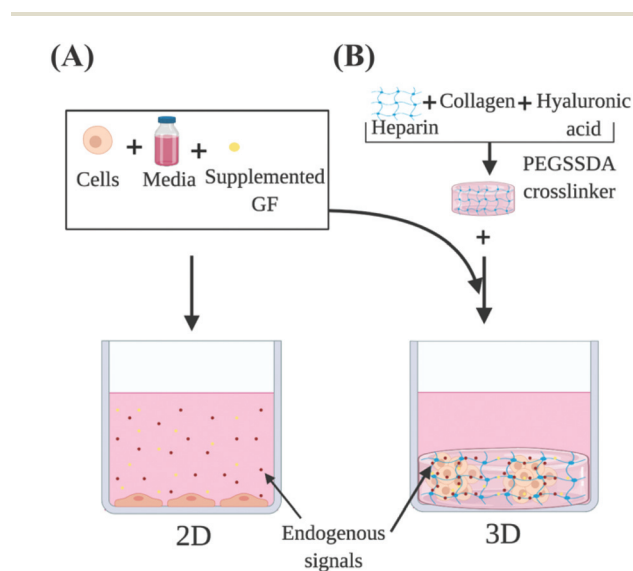 (A)
Cells + Media + Supplemented
GF
2D
(B)
Heparin + Collagen + Hyaluronic
acid
PEGSSDA
crosslinker
+
3D
Endogenous
signals